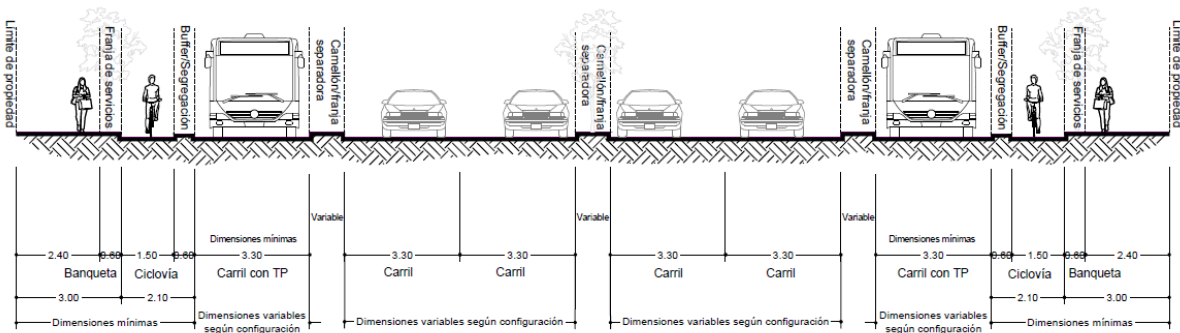 Límite de propiedad
Franja de servicios
Buffer/Segregación
Camellón/franja
separadora
Camellón/franja
separadora
Camellón/franja
separadora
Buffer/Segregación
Franja de servicios
Límite de propiedad
Variable
Variable
Variable
Dimensiones mínimas
Dimensiones mínimas
2.40 0.60 1.50 0.60 3.30 3.30 3.30 3.30 3.30 3.30 0.60 1.50 0.60 2.40
Banqueta Ciclovía Carril con TP Carril Carril Carril Carril Carril con TP Ciclovía Banqueta
3.00 2.10 2.10 3.00
Dimensiones mínimas
Dimensiones variables
según configuración
Dimensiones variables según configuración
Dimensiones variables según configuración
Dimensiones variables
según configuración
Dimensiones mínimas